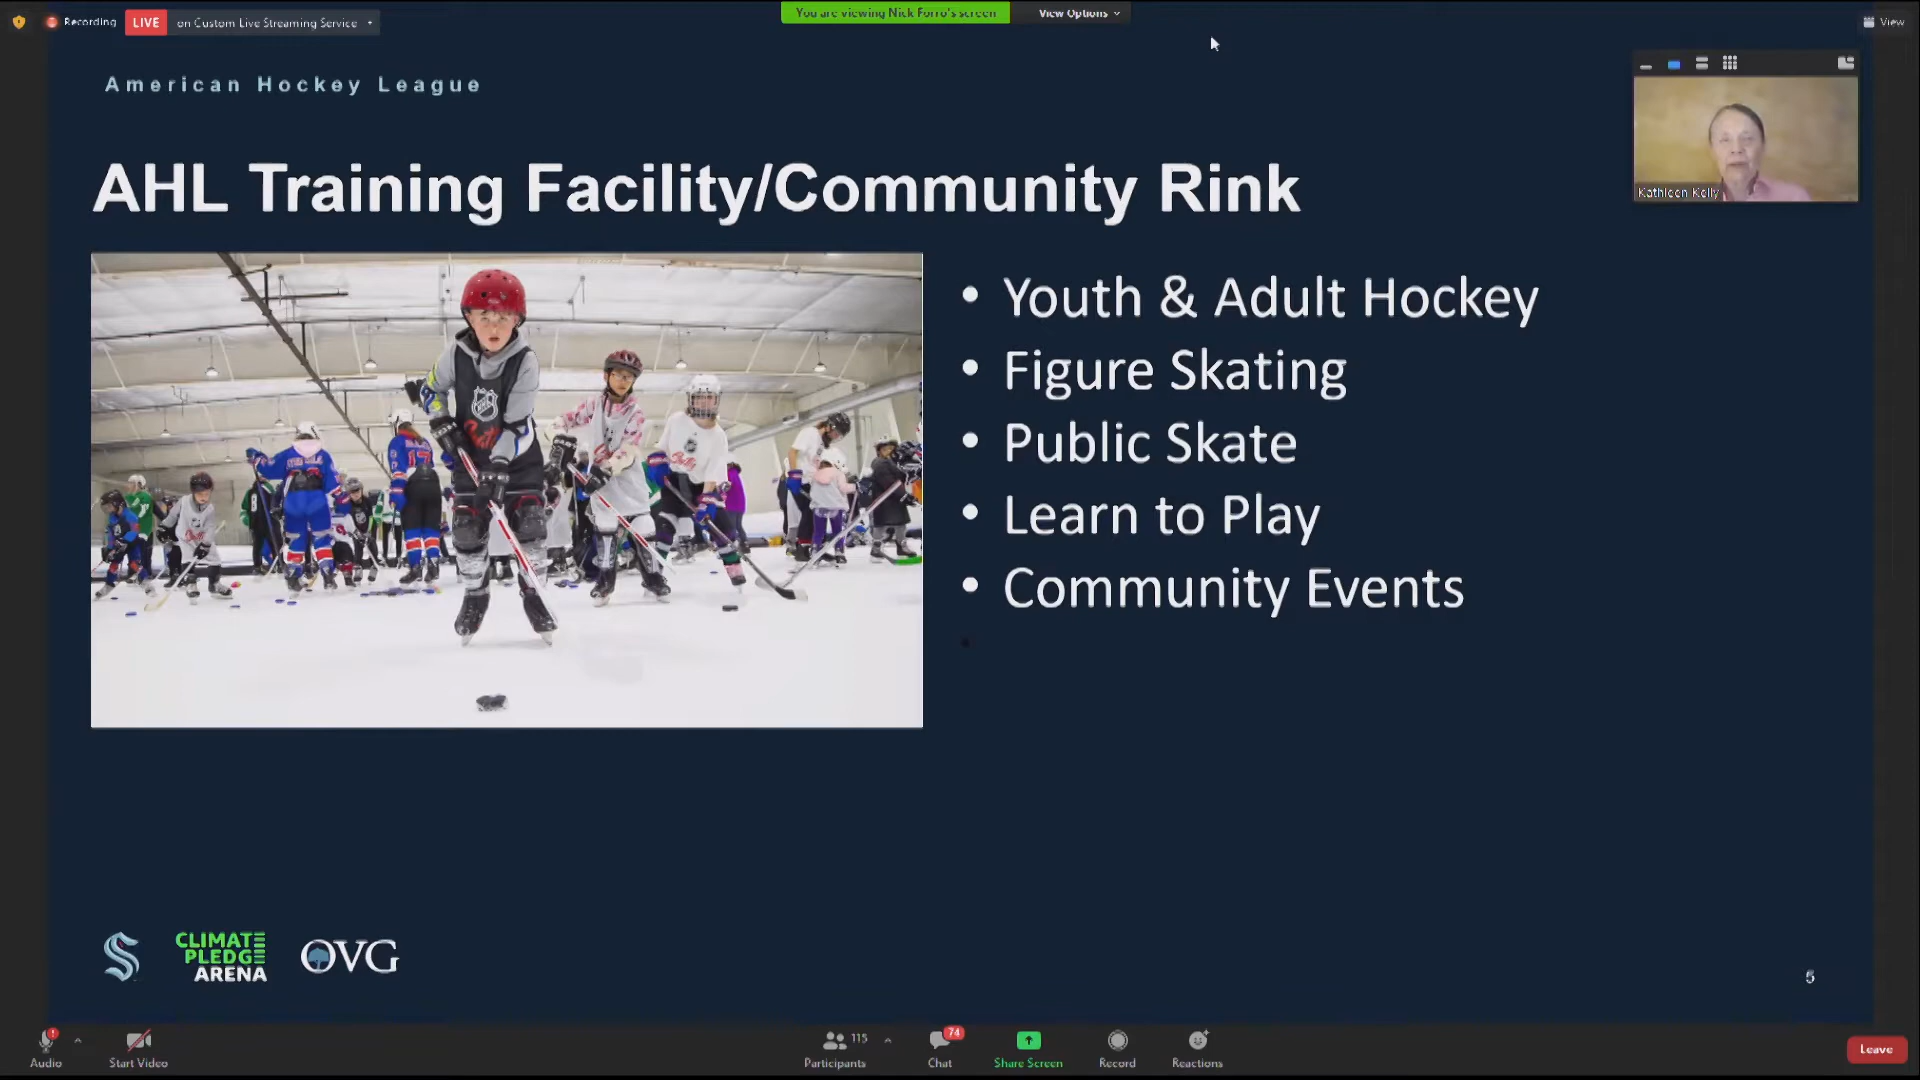 Recording
LIVE
on Custom Live Streaming Service
You are viewing Nick Forro's screen
View Options
View
American Hockey League
AHL Training Facility/Community Rink
Kathleen Kelly
• Youth & Adult Hockey
• Figure Skating
• Public Skate
• Learn to Play
• Community Events
17
S
CLIMATE
PLEDGE
ARENA
OVG
5
Audio
Start Video
Participants
115
Chat
74
Share Screen
Record
Reactions
Leave